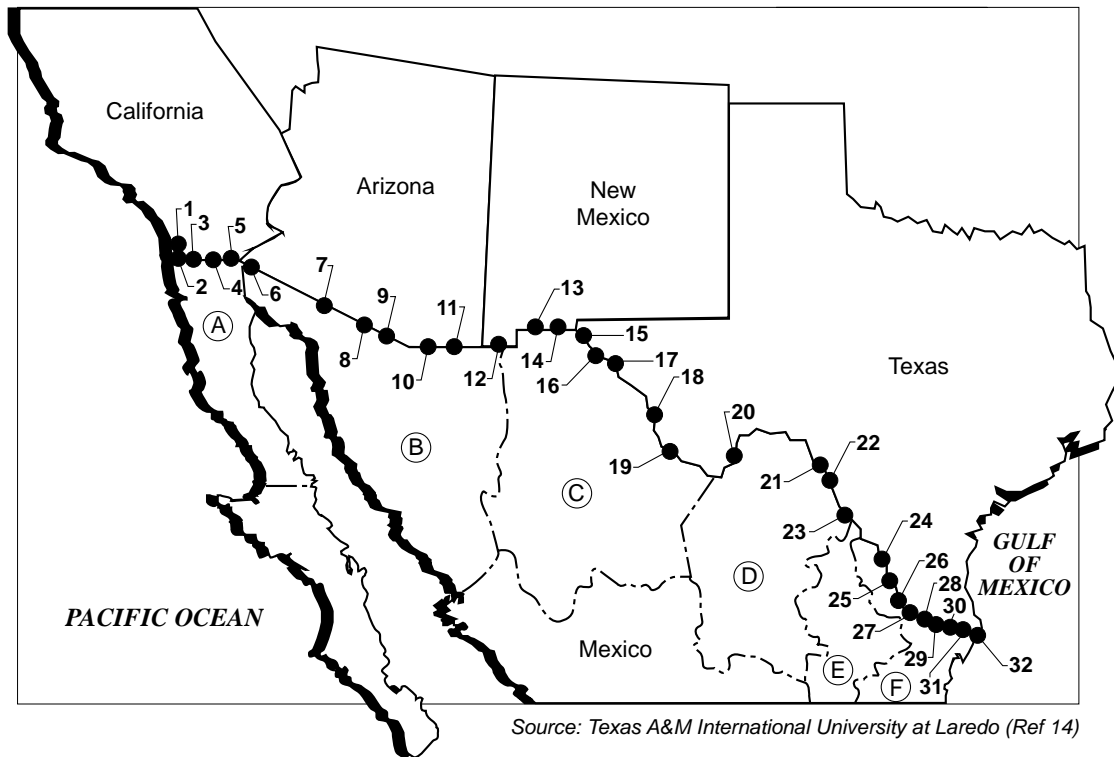 California
Arizona
New
Mexico
Texas
1
3
5
2
4
6
7
9
8
10
11
12
13
14
15
16
17
18
19
20
21
22
23
24
25
26
27
28
29
30
31
32
A
B
C
D
E
F
Mexico
PACIFIC OCEAN
GULF
OF
MEXICO
Source: Texas A&M International University at Laredo (Ref 14)